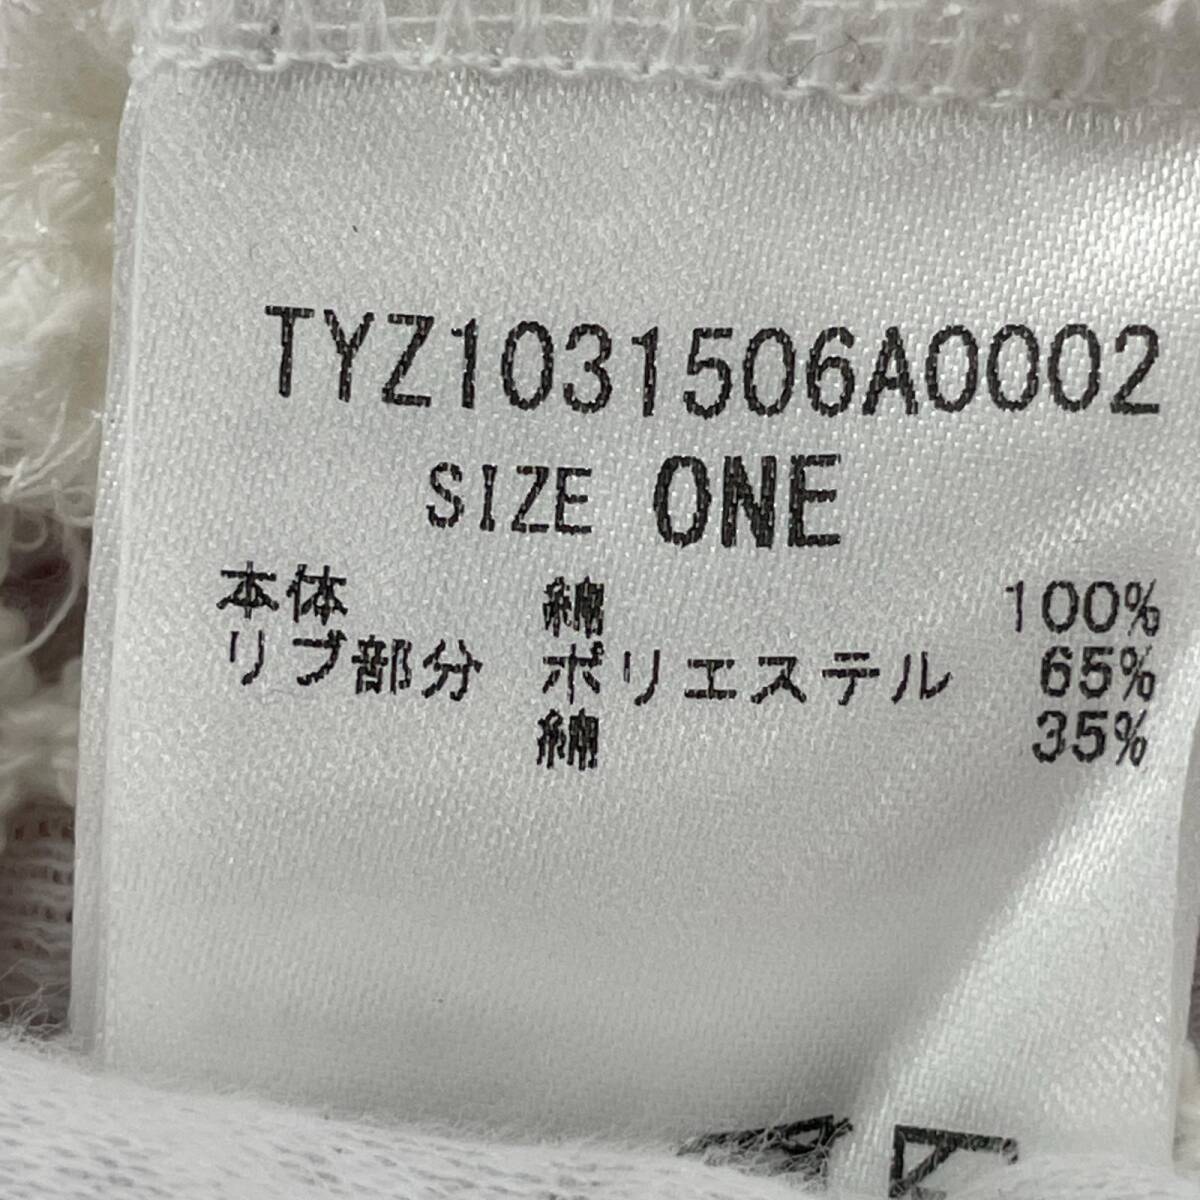 TYZ1031506A0002
SIZE ONE
本体 綿 100%
リブ部分 ポリエステル 65%
綿 35%